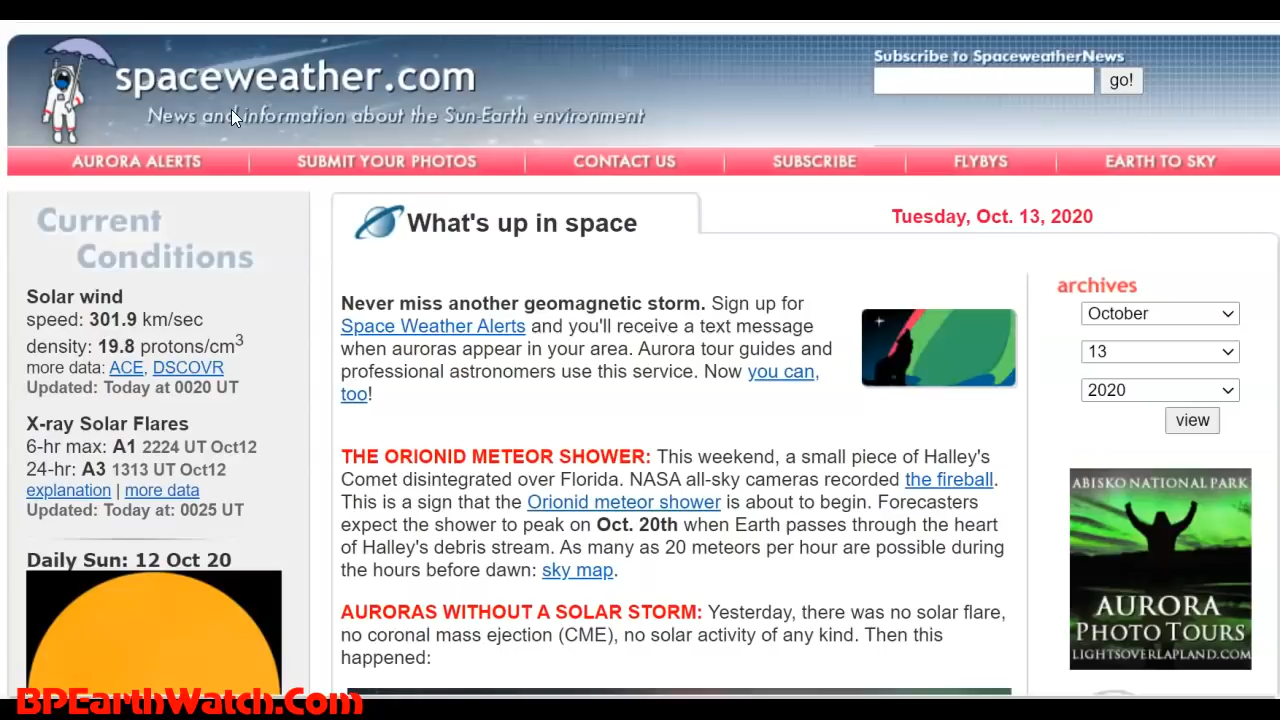 spaceweather.com
News and information about the Sun-Earth environment
Subscribe to SpaceweatherNews
go!
AURORA ALERTS
SUBMIT YOUR PHOTOS
CONTACT US
SUBSCRIBE
FLYBYS
EARTH TO SKY
Current
Conditions
Solar wind
speed: 301.9 km/sec
density: 19.8 protons/cm3
more data: ACE, DSCOVR
Updated: Today at 0020 UT
X-ray Solar Flares
6-hr max: A1 2224 UT Oct12
24-hr: A3 1313 UT Oct12
explanation | more data
Updated: Today at: 0025 UT
Daily Sun: 12 Oct 20
What's up in space
Tuesday, Oct. 13, 2020
Never miss another geomagnetic storm. Sign up for
Space Weather Alerts and you'll receive a text message
when auroras appear in your area. Aurora tour guides and
professional astronomers use this service. Now you can,
too!
THE ORIONID METEOR SHOWER: This weekend, a small piece of Halley's
Comet disintegrated over Florida. NASA all-sky cameras recorded the fireball.
This is a sign that the Orionid meteor shower is about to begin. Forecasters
expect the shower to peak on Oct. 20th when Earth passes through the heart
of Halley's debris stream. As many as 20 meteors per hour are possible during
the hours before dawn: sky map.
AURORAS WITHOUT A SOLAR STORM: Yesterday, there was no solar flare,
no coronal mass ejection (CME), no solar activity of any kind. Then this
happened:
archives
October
13
2020
view
ABISKO NATIONAL PARK
AURORA
PHOTO TOURS
LIGHTSOVERLAPLAND.COM
BPEarthWatch.Com